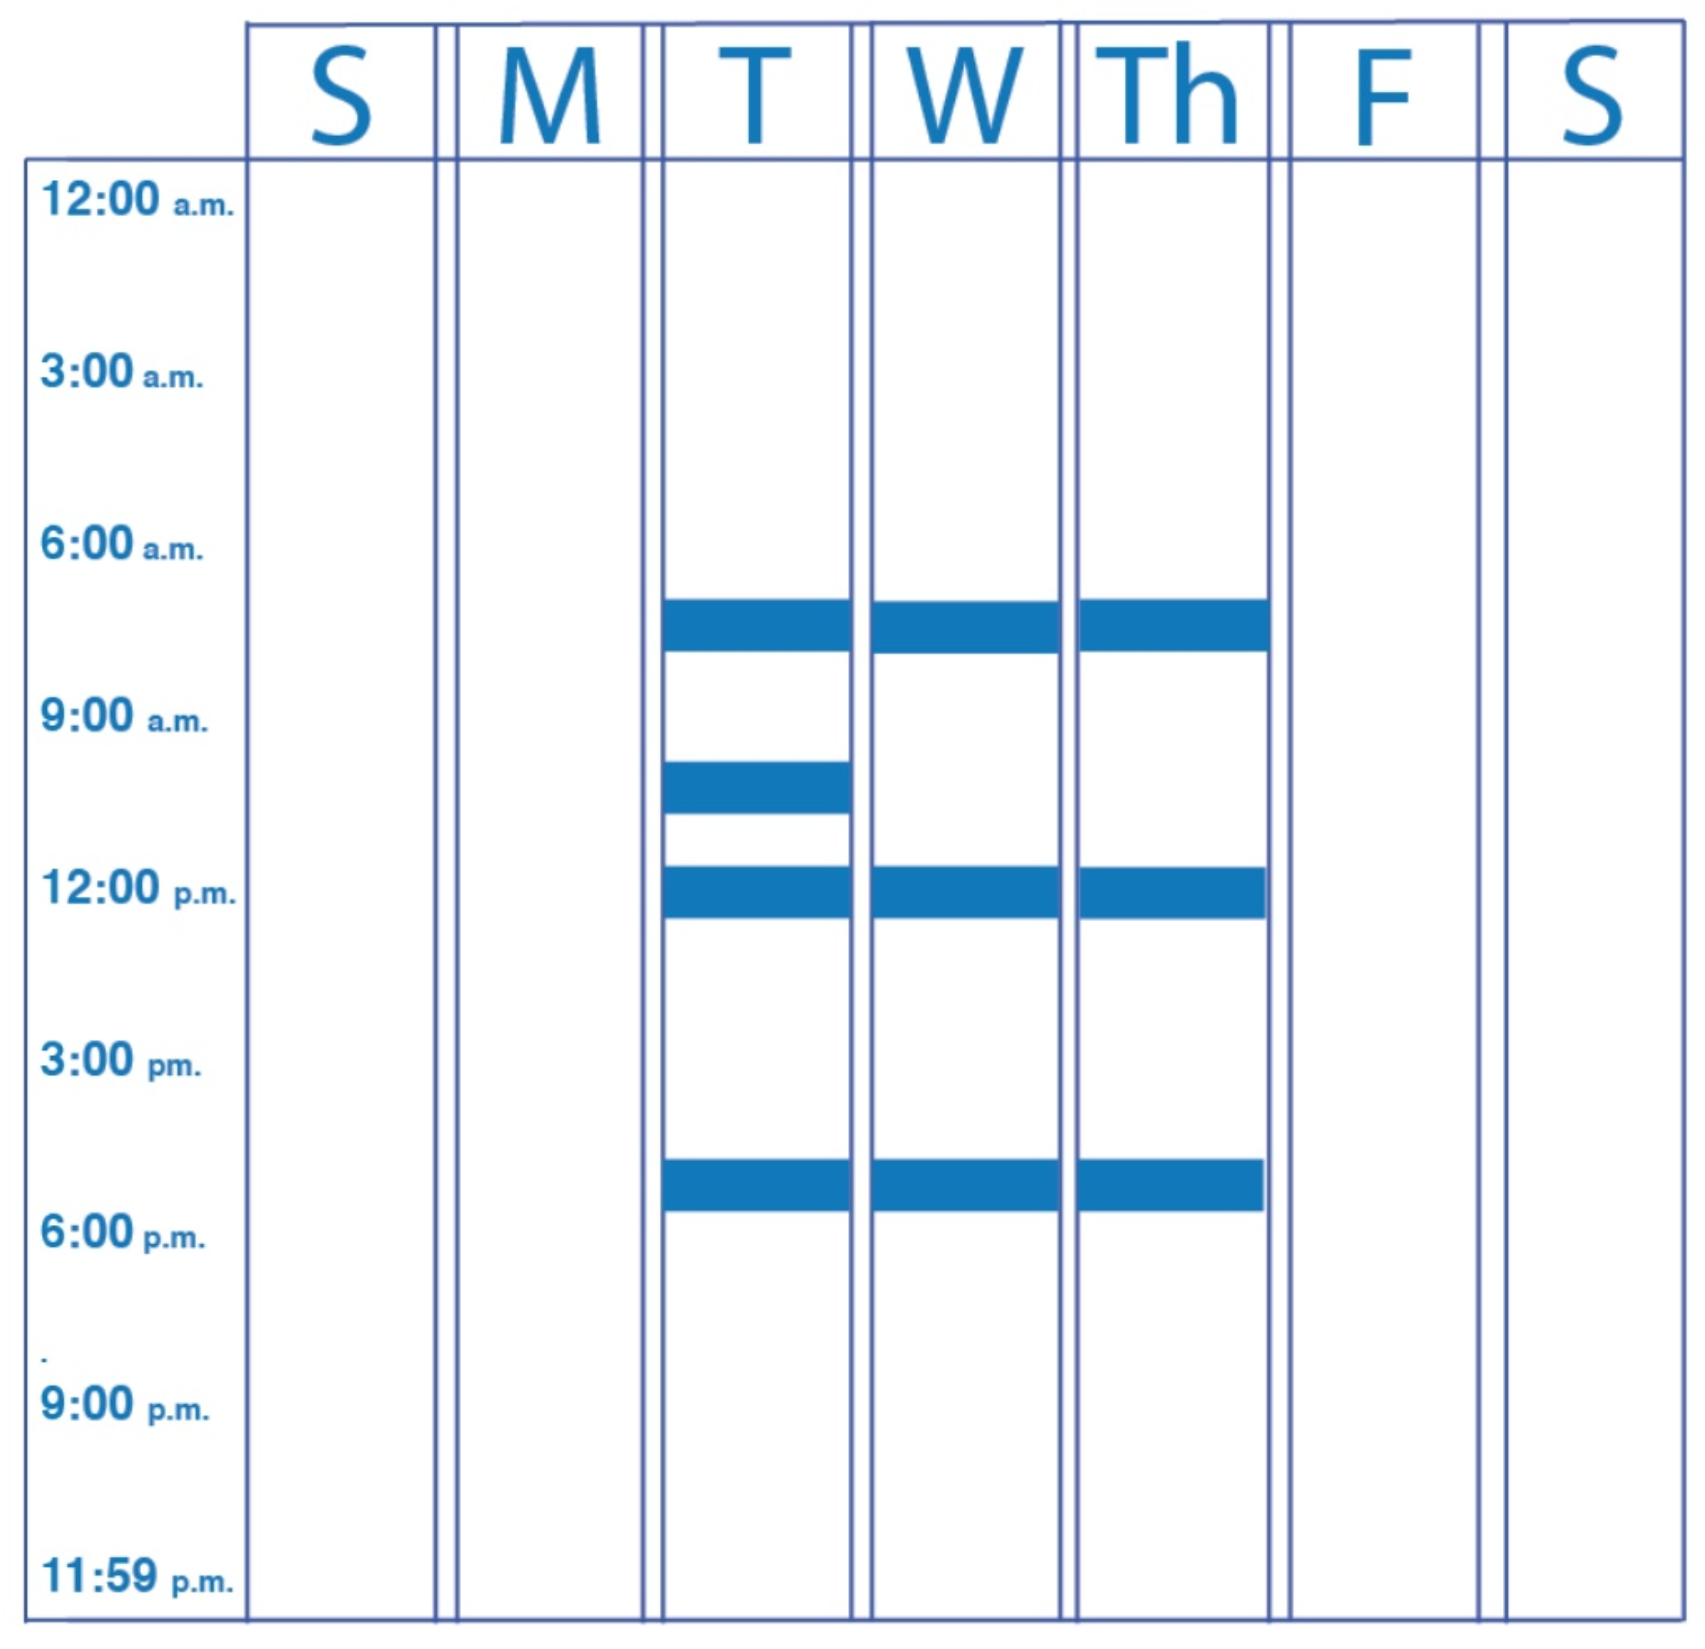 S M T W Th F S
12:00 a.m.
3:00 a.m.
6:00 a.m.
9:00 a.m.
12:00 p.m.
3:00 pm.
6:00 p.m.
.
9:00 p.m.
11:59 p.m.